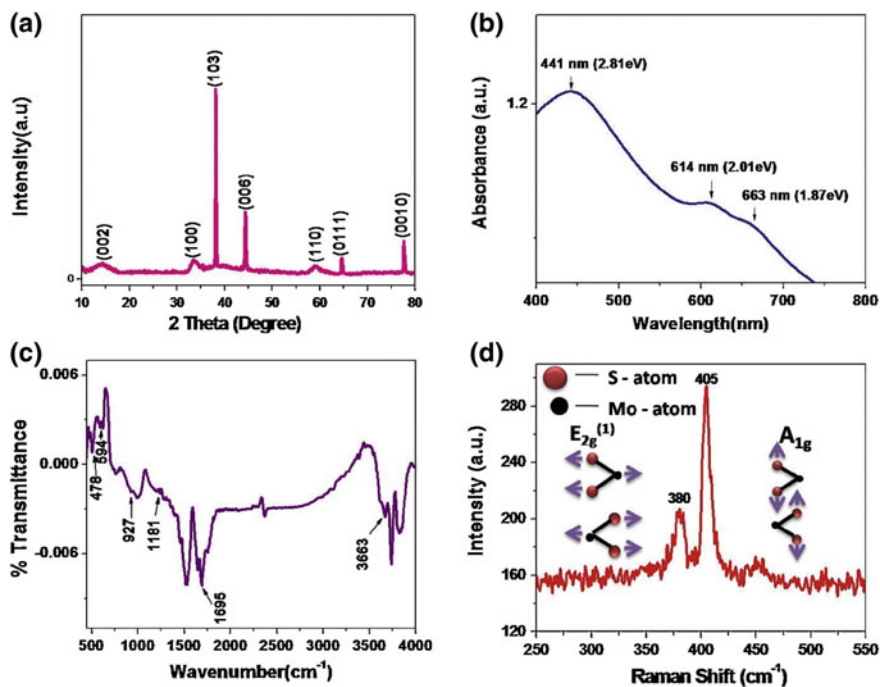 (a)
Intensity(a.u)
0
(002)
(100)
(103)
(006)
(110)
(0111)
(0010)
10 20 30 40 50 60 70 80
2 Theta (Degree)
(b)
Absorbance (a.u.)
1.2
441 nm (2.81eV)
614 nm (2.01eV)
663 nm (1.87eV)
400 500 600 700 800
Wavelength(nm)
(c)
% Transmittance
0.006
0.000
-0.006
478
594
927
1181
1695
3663
500 1000 1500 2000 2500 3000 3500 4000
Wavenumber(cm⁻¹)
(d)
Intensity (a.u.)
280
240
200
160
120
S - atom
Mo - atom
E₂g⁽¹⁾
A₁g
380
405
250 300 350 400 450 500 550
Raman Shift (cm⁻¹)